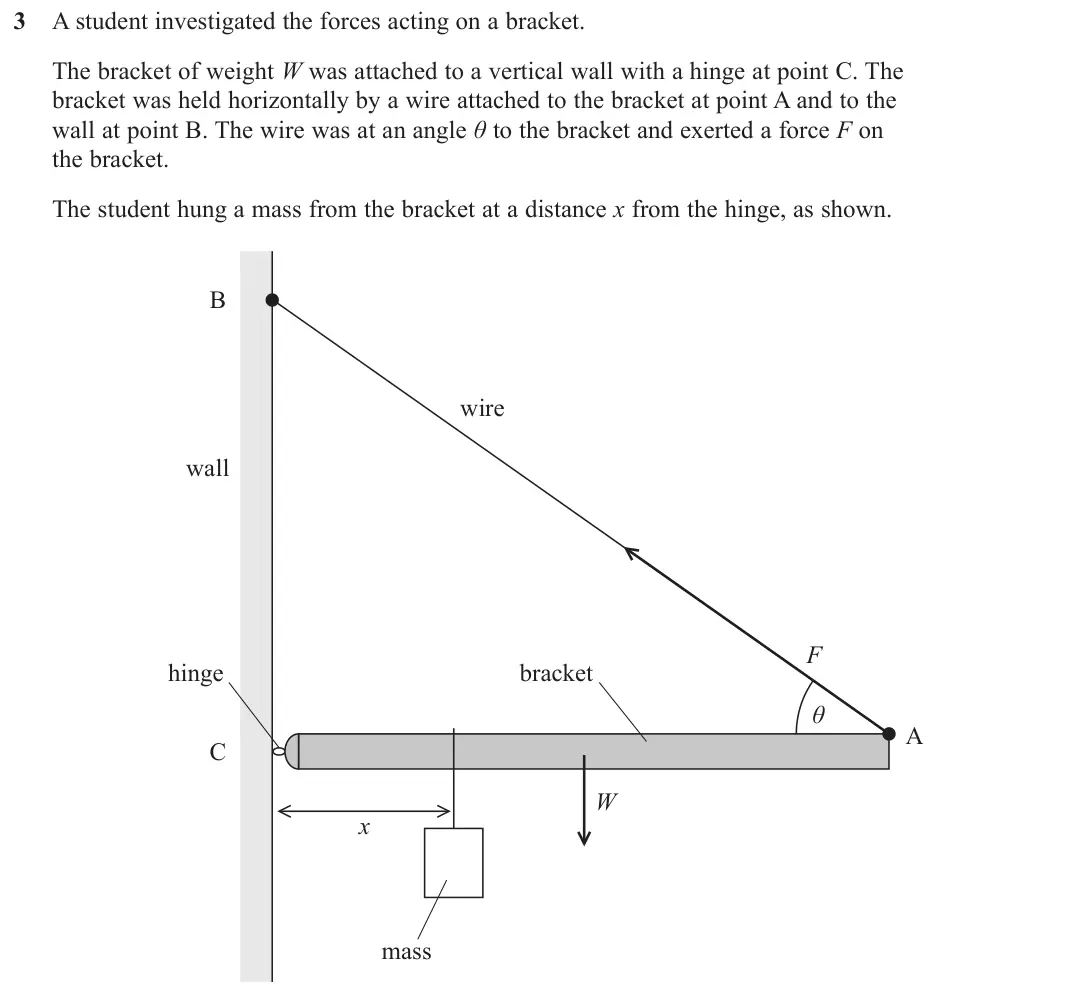 3 A student investigated the forces acting on a bracket.
The bracket of weight W was attached to a vertical wall with a hinge at point C. The
bracket was held horizontally by a wire attached to the bracket at point A and to the
wall at point B. The wire was at an angle θ to the bracket and exerted a force F on
the bracket.
The student hung a mass from the bracket at a distance x from the hinge, as shown.
B
wire
wall
F
hinge
bracket
θ
A
C
W
x
mass